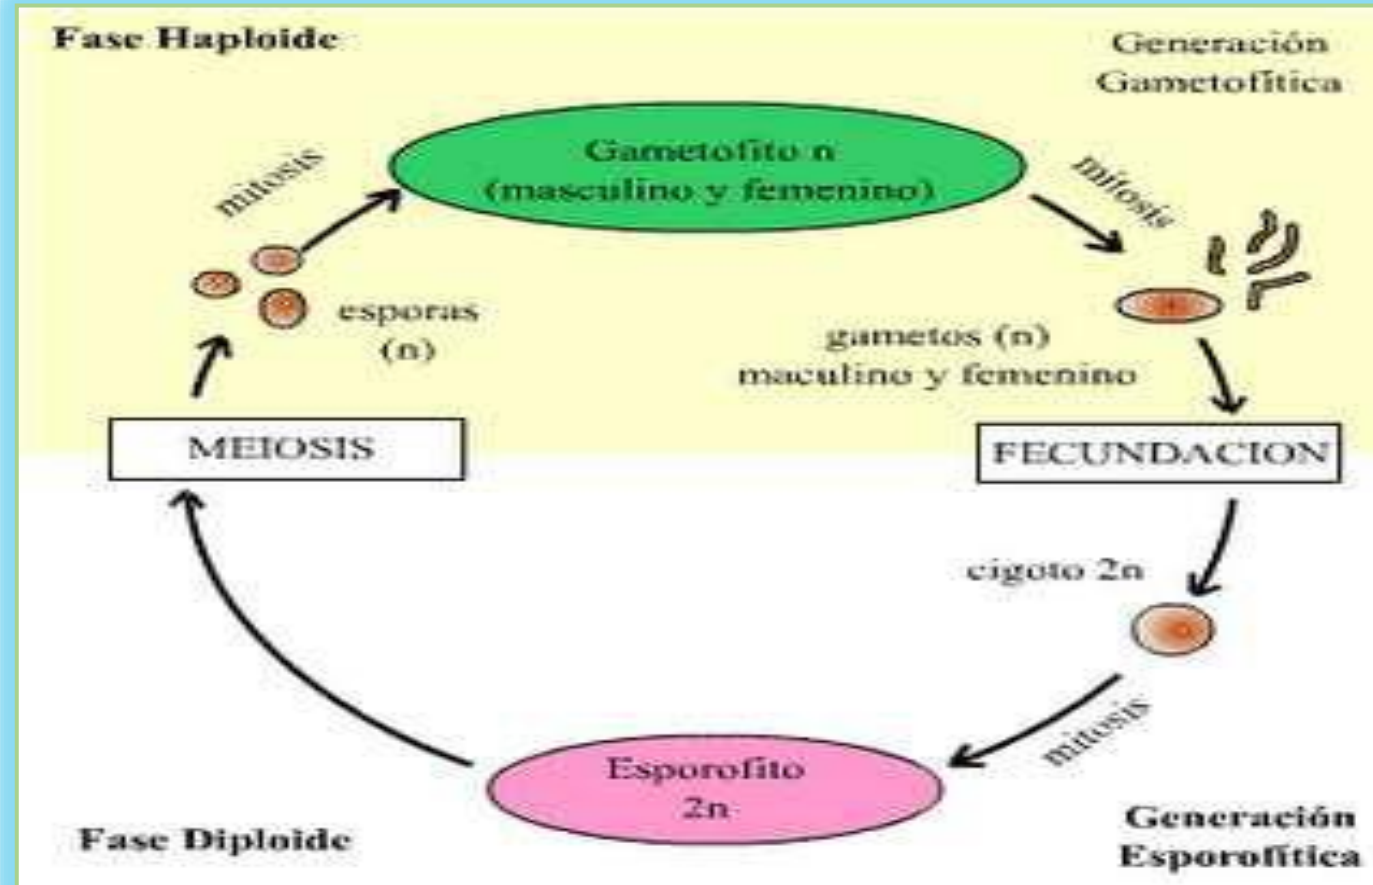 Fase Haploide
Generación
Gametofítica
Gametofito n
(masculino y femenino)
mitosis
mitosis
esporas
(n)
gametos (n)
maculino y femenino
MEIOSIS
FECUNDACION
cigoto 2n
mitosis
Esporofito
2n
Fase Diploide
Generación
Esporofítica